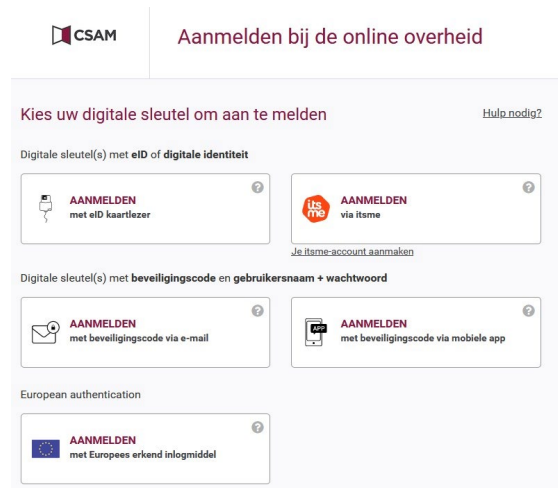 CSAM
Aanmelden bij de online overheid
Kies uw digitale sleutel om aan te melden
Hulp nodig?
Digitale sleutel(s) met eID of digitale identiteit
?
AANMELDEN
met eID kaartlezer
?
its
me
AANMELDEN
via itsme
Je itsme-account aanmaken
Digitale sleutel(s) met beveiligingscode en gebruikersnaam + wachtwoord
?
AANMELDEN
met beveiligingscode via e-mail
?
APP
AANMELDEN
met beveiligingscode via mobiele app
European authentication
?
AANMELDEN
met Europees erkend inlogmiddel